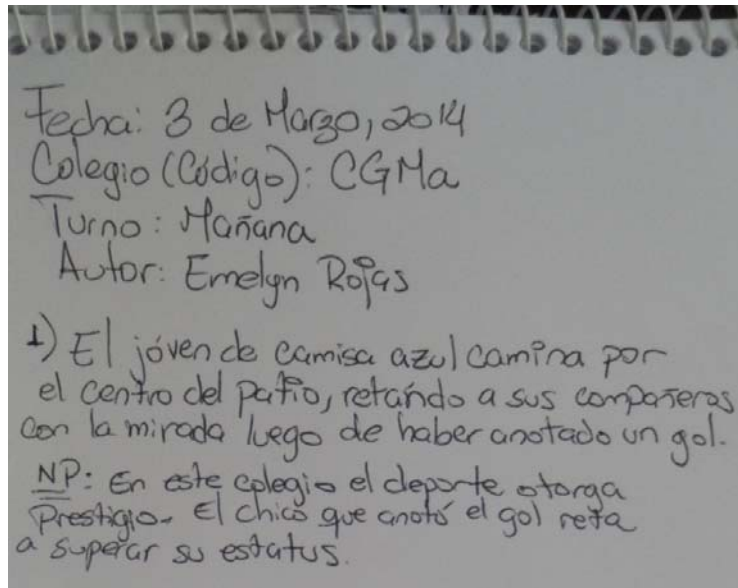 Fecha: 3 de Marzo, 2014
Colegio (Código): CGMa
Turno: Mañana
Autor: Emelyn Rojas
1) El jóven de camisa azul camina por
el centro del patio, retando a sus compañeros
con la mirada luego de haber anotado un gol.
NP: En este colegio el deporte otorga
Prestigio. El chico que anotó el gol reta
a superar su estatus.